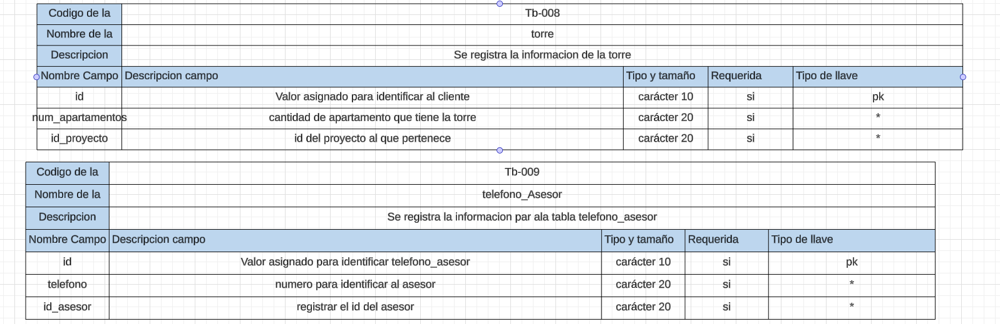 Codigo de la Tb-008
Nombre de la torre
Descripcion Se registra la informacion de la torre
Nombre Campo Descripcion campo Tipo y tamaño Requerida Tipo de llave
id Valor asignado para identificar al cliente carácter 10 si pk
num_apartamentos cantidad de apartamento que tiene la torre carácter 20 si *
id_proyecto id del proyecto al que pertenece carácter 20 si *
Codigo de la Tb-009
Nombre de la telefono_Asesor
Descripcion Se registra la informacion par ala tabla telefono_asesor
Nombre Campo Descripcion campo Tipo y tamaño Requerida Tipo de llave
id Valor asignado para identificar telefono_asesor carácter 10 si pk
telefono numero para identificar al asesor carácter 20 si *
id_asesor registrar el id del asesor carácter 20 si *